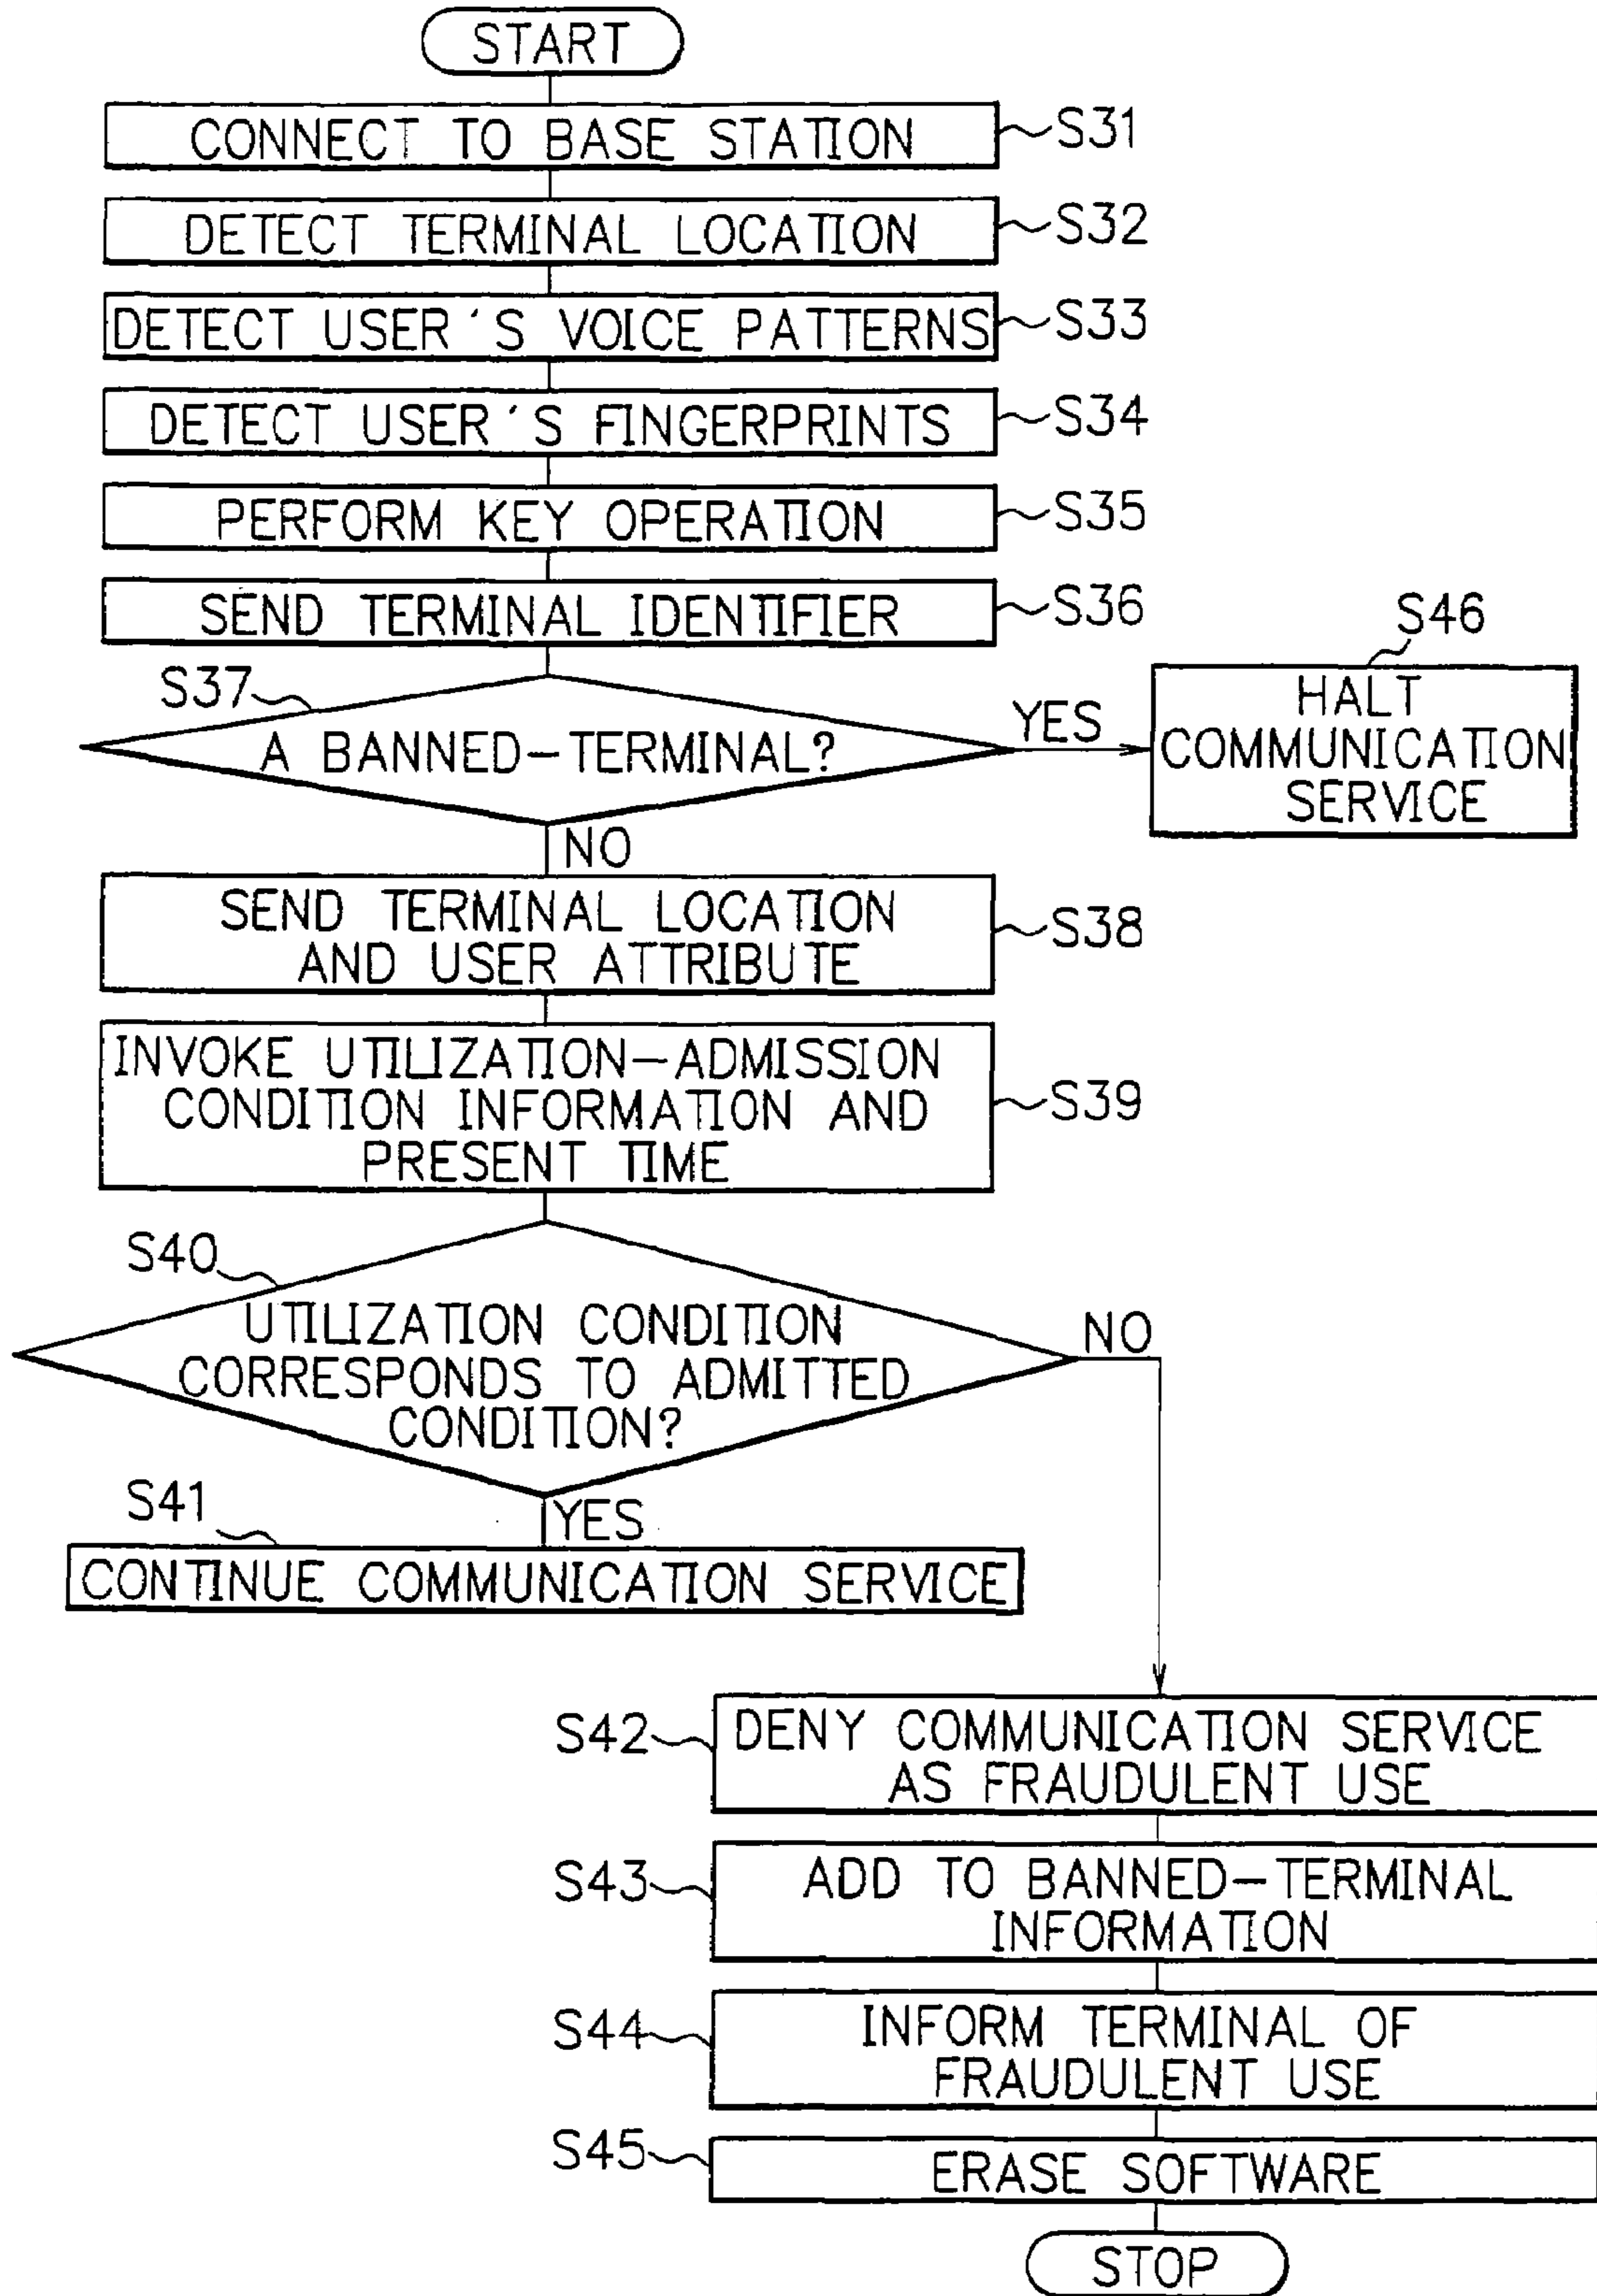 START
CONNECT TO BASE STATION
S31
DETECT TERMINAL LOCATION
S32
DETECT USER'S VOICE PATTERNS
S33
DETECT USER'S FINGERPRINTS
S34
PERFORM KEY OPERATION
S35
SEND TERMINAL IDENTIFIER
S36
S37
A BANNED-TERMINAL?
YES
S46
HALT
COMMUNICATION
SERVICE
NO
SEND TERMINAL LOCATION
AND USER ATTRIBUTE
S38
INVOKE UTILIZATION-ADMISSION
CONDITION INFORMATION AND
PRESENT TIME
S39
S40
UTILIZATION CONDITION
CORRESPONDS TO ADMITTED
CONDITION?
NO
YES
S41
CONTINUE COMMUNICATION SERVICE
S42
DENY COMMUNICATION SERVICE
AS FRAUDULENT USE
S43
ADD TO BANNED-TERMINAL
INFORMATION
S44
INFORM TERMINAL OF
FRAUDULENT USE
S45
ERASE SOFTWARE
STOP